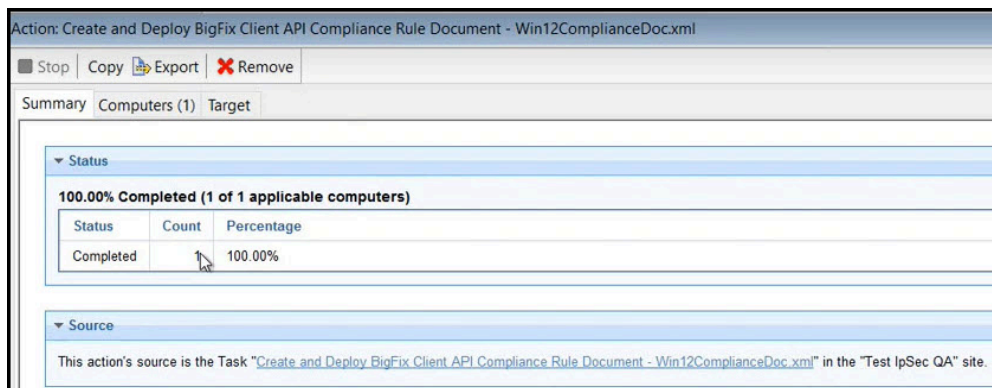 Action: Create and Deploy BigFix Client API Compliance Rule Document - Win12ComplianceDoc.xml
Stop Copy Export Remove
Summary Computers (1) Target
Status
100.00% Completed (1 of 1 applicable computers)
Status Count Percentage
Completed 1 100.00%
Source
This action's source is the Task "Create and Deploy BigFix Client API Compliance Rule Document - Win12ComplianceDoc.xml" in the "Test IpSec QA" site.